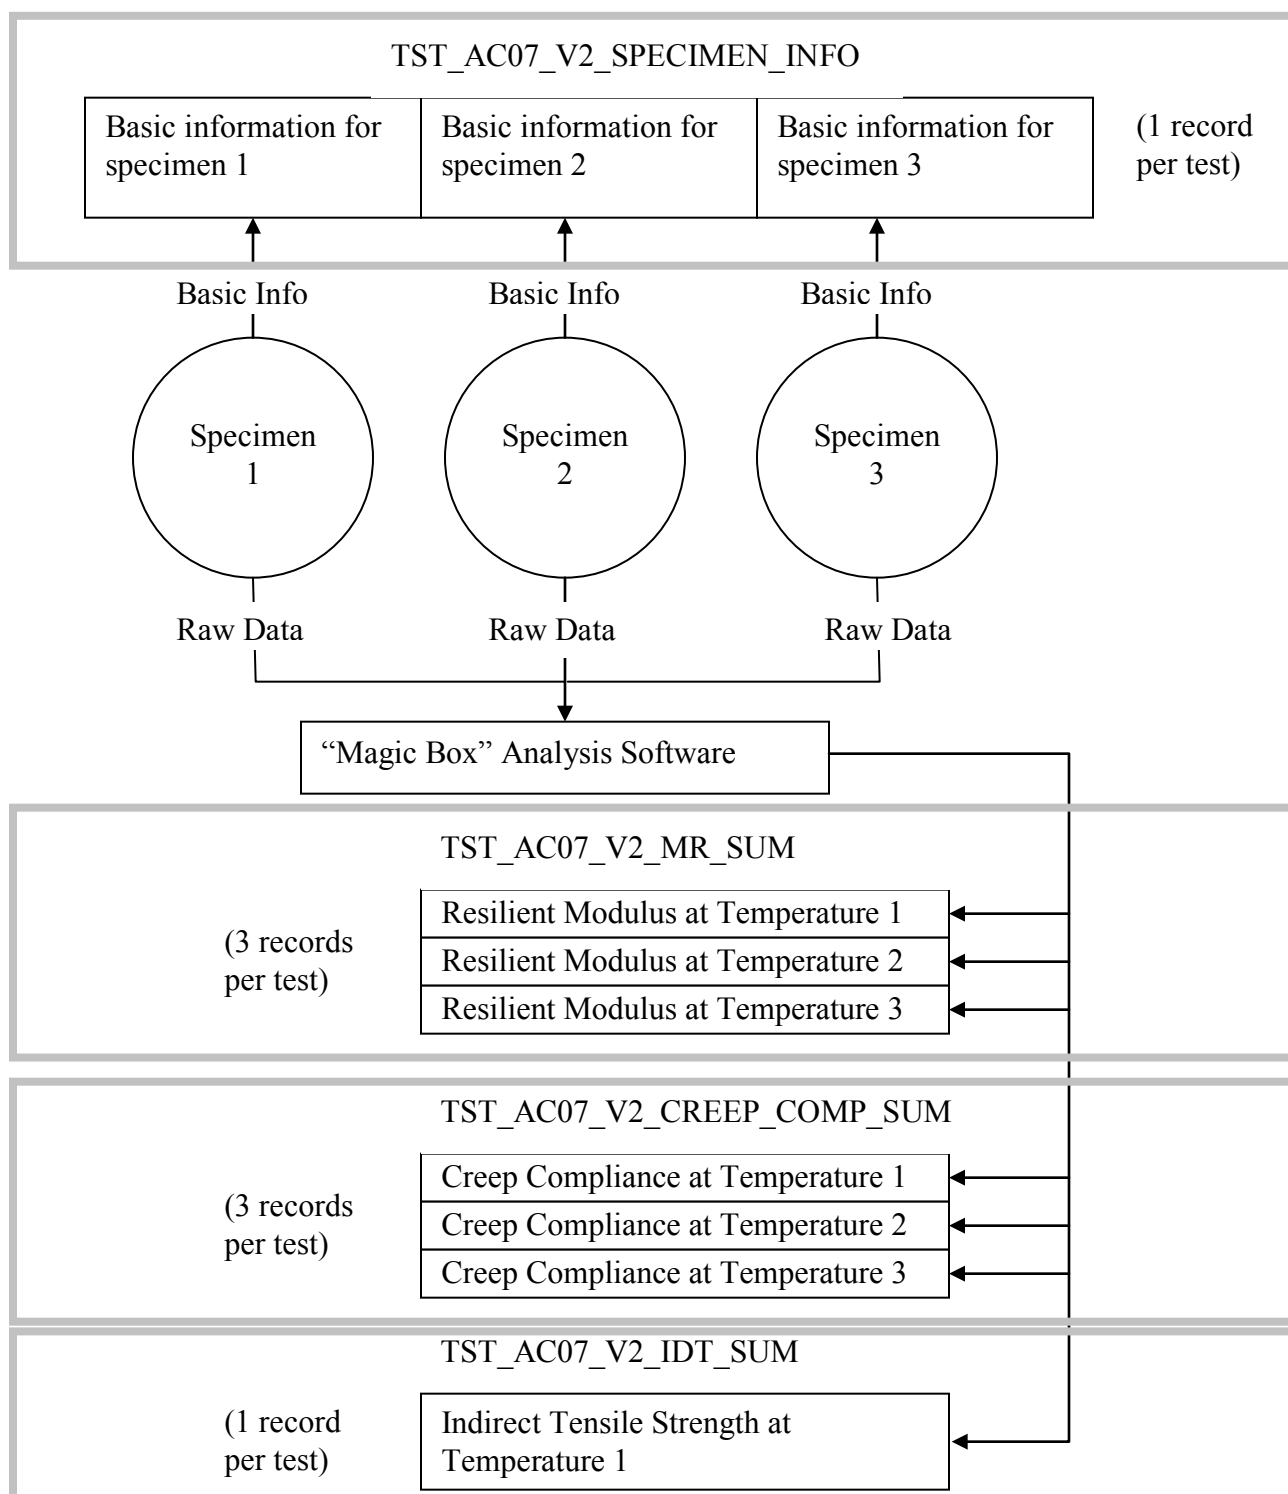 TST_AC07_V2_SPECIMEN_INFO
Basic information for
specimen 1
Basic information for
specimen 2
Basic information for
specimen 3
(1 record
per test)
Basic Info
Basic Info
Basic Info
Specimen
1
Specimen
2
Specimen
3
Raw Data
Raw Data
Raw Data
“Magic Box” Analysis Software
TST_AC07_V2_MR_SUM
(3 records
per test)
Resilient Modulus at Temperature 1
Resilient Modulus at Temperature 2
Resilient Modulus at Temperature 3
TST_AC07_V2_CREEP_COMP_SUM
(3 records
per test)
Creep Compliance at Temperature 1
Creep Compliance at Temperature 2
Creep Compliance at Temperature 3
TST_AC07_V2_IDT_SUM
(1 record
per test)
Indirect Tensile Strength at
Temperature 1